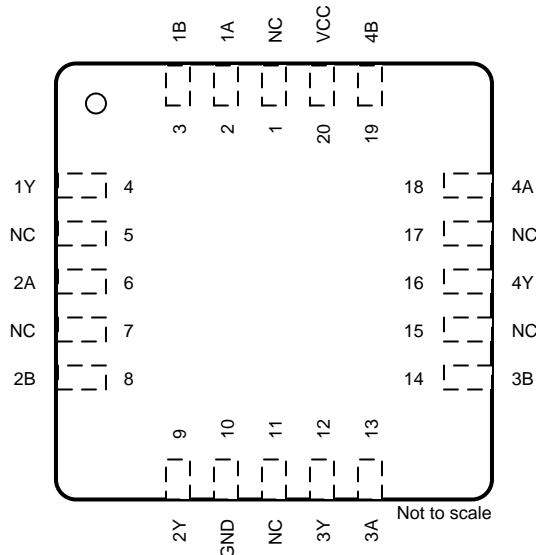 1B 1A NC VCC 4B
3 2 1 20 19
1Y 4 18 4A
NC 5 17 NC
2A 6 16 4Y
NC 7 15 NC
2B 8 14 3B
9 10 11 12 13
2Y GND NC 3Y 3A
Not to scale